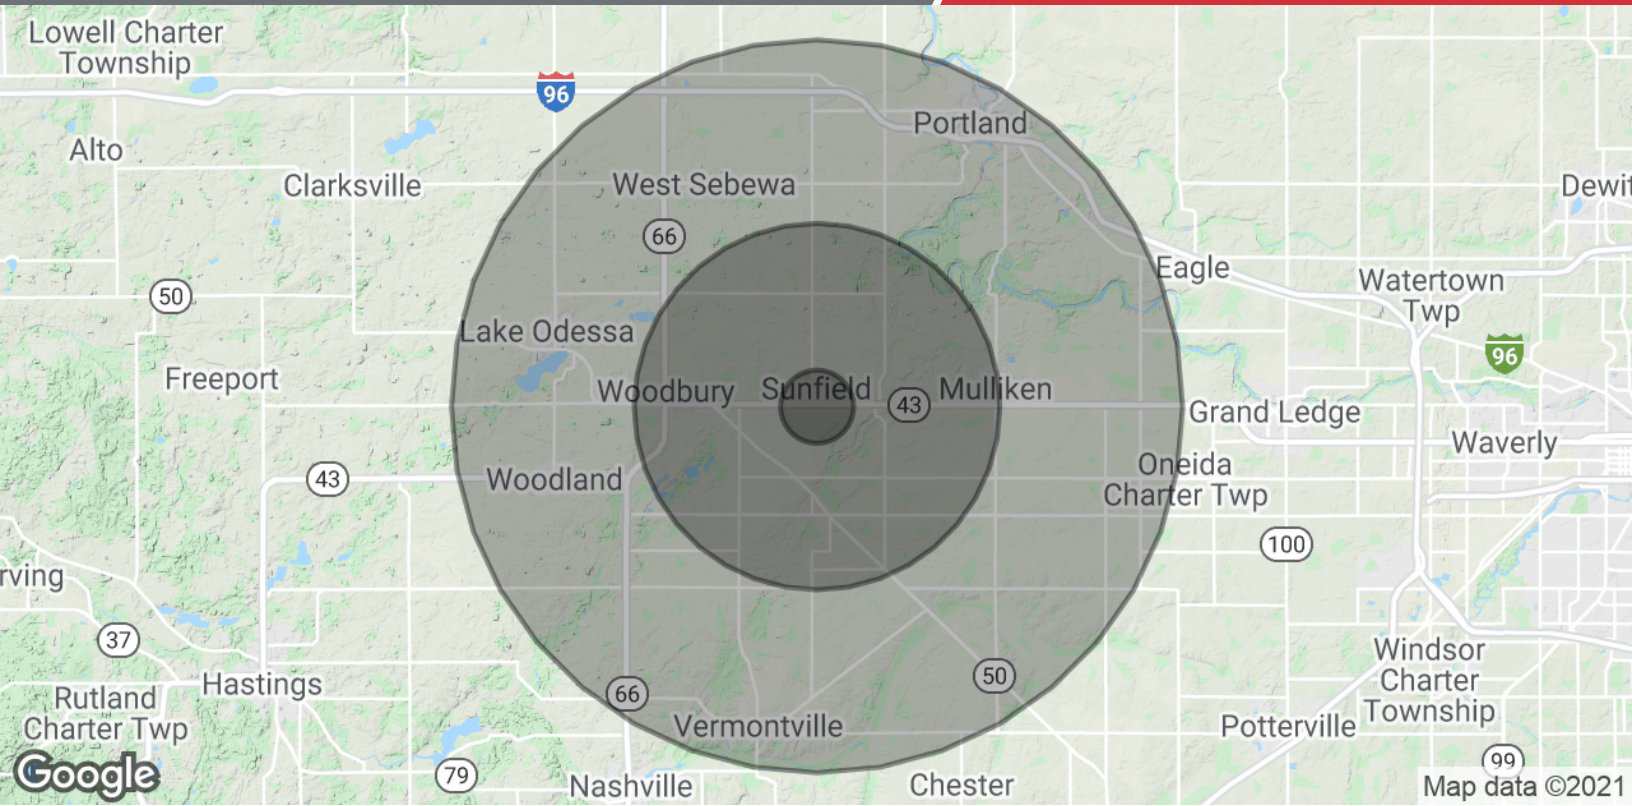 Lowell Charter
Township
96
Portland
Alto
Clarksville
West Sebewa
Dewit
66
Eagle
Watertown
Twp
50
Lake Odessa
96
Freeport
Woodbury
Sunfield
43
Mulliken
Grand Ledge
Waverly
43
Woodland
Oneida
Charter Twp
100
rving
37
Hastings
66
50
Windsor
Charter
Township
Rutland
Charter Twp
Vermontville
Potterville
Google
79
Nashville
Chester
99
Map data ©2021